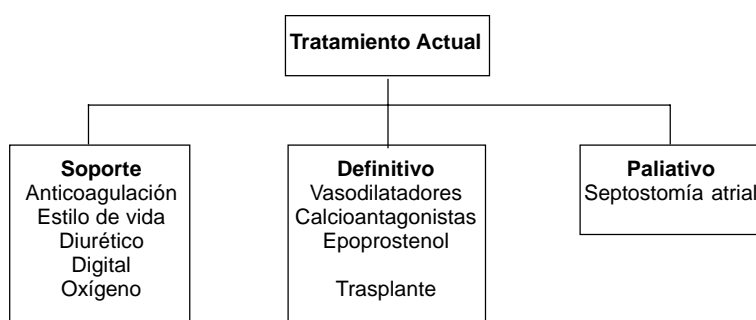 Tratamiento Actual
Soporte
Anticoagulación
Estilo de vida
Diurético
Digital
Oxígeno
Definitivo
Vasodilatadores
Calcioantagonistas
Epoprostenol
Trasplante
Paliativo
Septostomía atrial